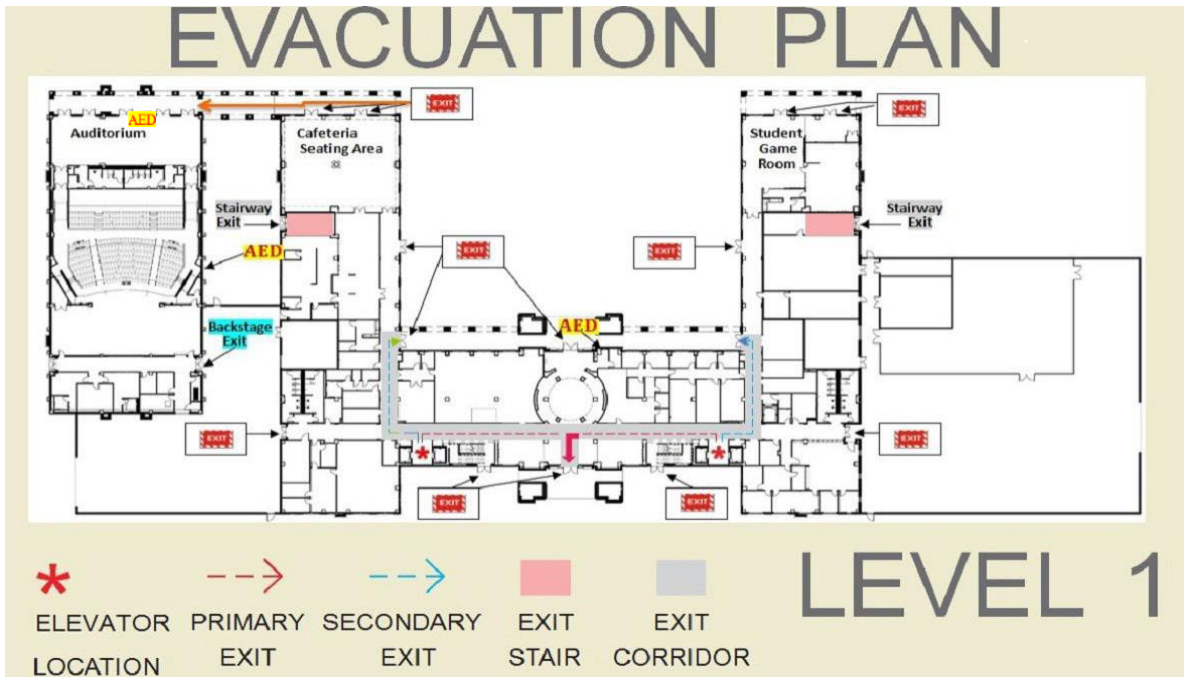 EVACUATION PLAN
EXIT
EXIT
AED
Auditorium
Cafeteria
Seating Area
Student
Game
Room
Stairway
Exit
Stairway
Exit
AED
EXIT
EXIT
Backstage
Exit
AED
EXIT
EXIT
*
*
EXIT
EXIT
*
ELEVATOR
LOCATION
PRIMARY
EXIT
SECONDARY
EXIT
EXIT
STAIR
EXIT
CORRIDOR
LEVEL 1